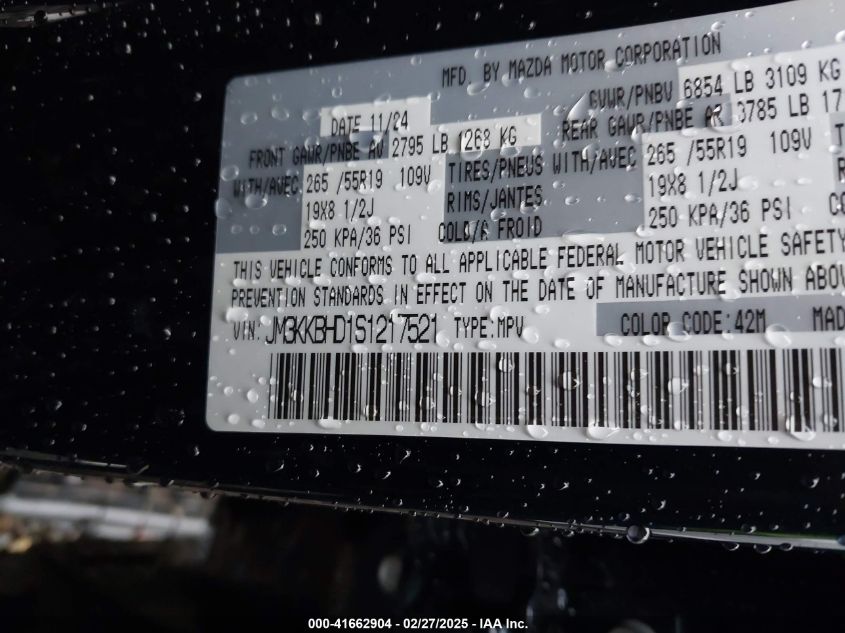 MFD. BY MAZDA MOTOR CORPORATION
DATE 11/24 GVWR/PNBV 6854 LB 3109 KG
FRONT GAWR/PNBE AV 2795 LB 1268 KG REAR GAWR/PNBE AR 3785 LB 17
WITH/AVEC 265 /55R19 109V TIRES/PNEUS WITH/AVEC 265 /55R19 109V
19X8 1/2J RIMS/JANTES 19X8 1/2J
250 KPA/36 PSI COLD/A FROID 250 KPA/36 PSI
THIS VEHICLE CONFORMS TO ALL APPLICABLE FEDERAL MOTOR VEHICLE SAFETY
PREVENTION STANDARDS IN EFFECT ON THE DATE OF MANUFACTURE SHOWN ABOV
VIN: JM3KKBHD1S1217521 TYPE:MPV COLOR CODE:42M MAD
000-41662904 / 02/27/2025 - IAA Inc.